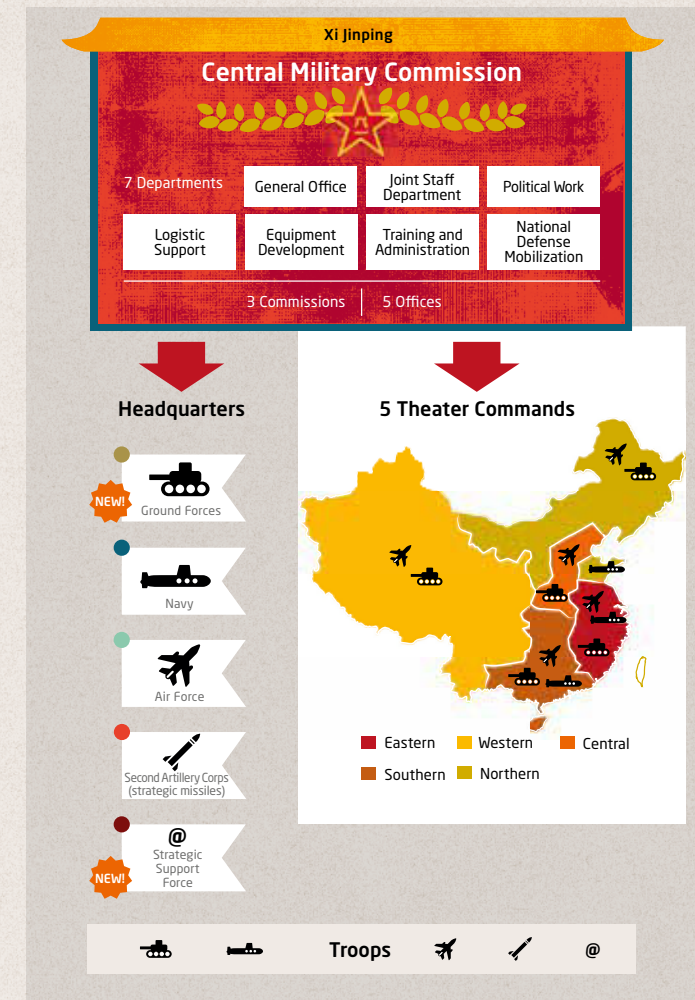 Xi Jinping
Central Military Commission
7 Departments
General Office
Joint Staff
Department
Political Work
Logistic
Support
Equipment
Development
Training and
Administration
National
Defense
Mobilization
3 Commissions
5 Offices
Headquarters
NEW!
Ground Forces
Navy
Air Force
Second Artillery Corps
(strategic missiles)
@
Strategic
Support
Force
NEW!
5 Theater Commands
Eastern
Western
Central
Southern
Northern
Troops
@